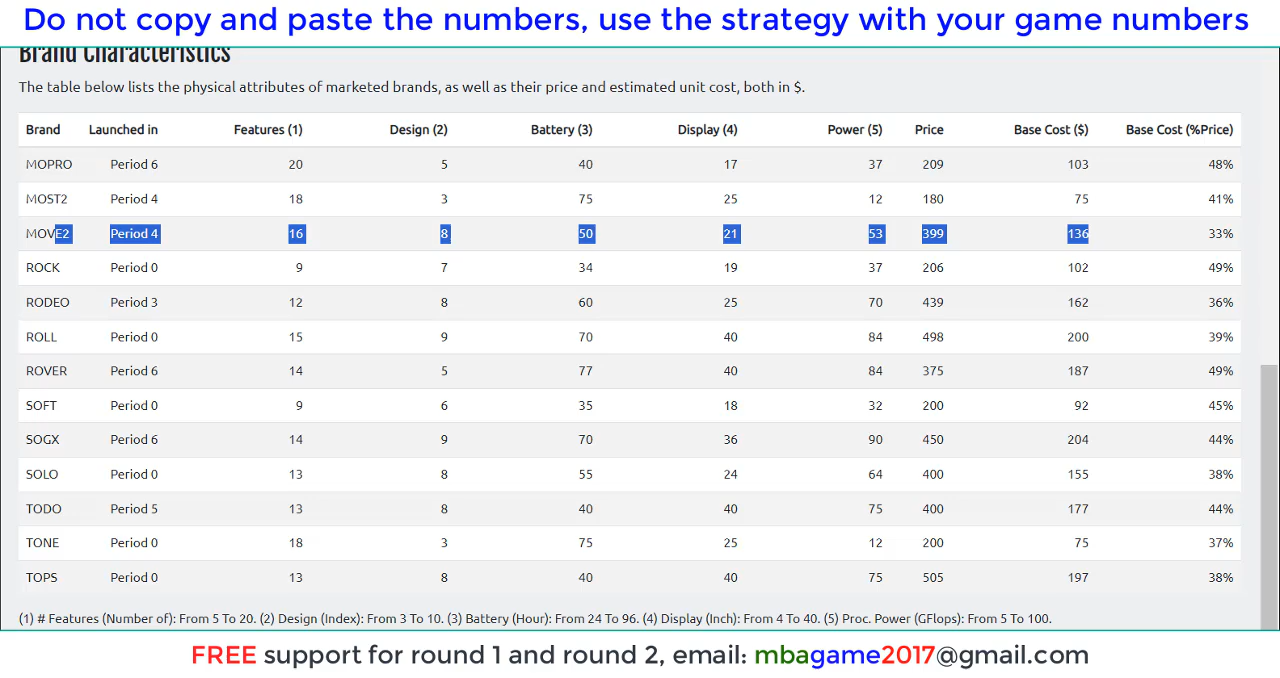 Do not copy and paste the numbers, use the strategy with your game numbers
Brand Characteristics
The table below lists the physical attributes of marketed brands, as well as their price and estimated unit cost, both in $.
Brand Launched in Features (1) Design (2) Battery (3) Display (4) Power (5) Price Base Cost ($) Base Cost (%Price)
MOPRO Period 6 20 5 40 17 37 209 103 48%
MOST2 Period 4 18 3 75 25 12 180 75 41%
MOVE2 Period 4 16 8 50 21 53 399 136 33%
ROCK Period 0 9 7 34 19 37 206 102 49%
RODEO Period 3 12 8 60 25 70 439 162 36%
ROLL Period 0 15 9 70 40 84 498 200 39%
ROVER Period 6 14 5 77 40 84 375 187 49%
SOFT Period 0 9 6 35 18 32 200 92 45%
SOGX Period 6 14 9 70 36 90 450 204 44%
SOLO Period 0 13 8 55 24 64 400 155 38%
TODO Period 5 13 8 40 40 75 400 177 44%
TONE Period 0 18 3 75 25 12 200 75 37%
TOPS Period 0 13 8 40 40 75 505 197 38%
(1) # Features (Number of): From 5 To 20. (2) Design (Index): From 3 To 10. (3) Battery (Hour): From 24 To 96. (4) Display (Inch): From 4 To 40. (5) Proc. Power (GFlops): From 5 To 100.
FREE support for round 1 and round 2, email: mbagame2017@gmail.com